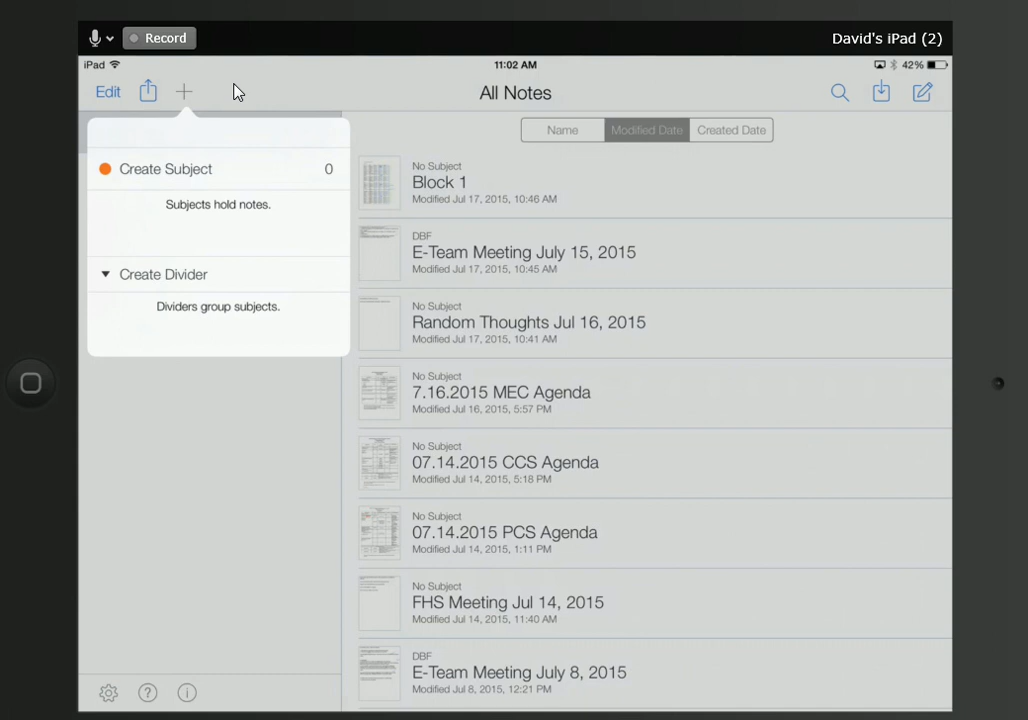 Record
David's iPad (2)
iPad
11:02 AM
42%
Edit
All Notes
Name
Modified Date
Created Date
Create Subject
0
Subjects hold notes.
Create Divider
Dividers group subjects.
No Subject
Block 1
Modified Jul 17, 2015, 10:46 AM
DBF
E-Team Meeting July 15, 2015
Modified Jul 17, 2015, 10:45 AM
No Subject
Random Thoughts Jul 16, 2015
Modified Jul 17, 2015, 10:41 AM
No Subject
7.16.2015 MEC Agenda
Modified Jul 16, 2015, 5:57 PM
No Subject
07.14.2015 CCS Agenda
Modified Jul 14, 2015, 5:18 PM
No Subject
07.14.2015 PCS Agenda
Modified Jul 14, 2015, 1:11 PM
No Subject
FHS Meeting Jul 14, 2015
Modified Jul 14, 2015, 11:40 AM
DBF
E-Team Meeting July 8, 2015
Modified Jul 8, 2015, 12:21 PM